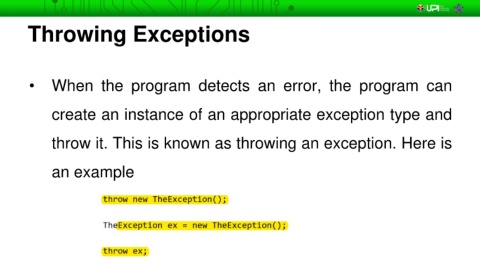 UPI
Throwing Exceptions
• When the program detects an error, the program can
create an instance of an appropriate exception type and
throw it. This is known as throwing an exception. Here is
an example
throw new TheException();
TheException ex = new TheException();
throw ex;